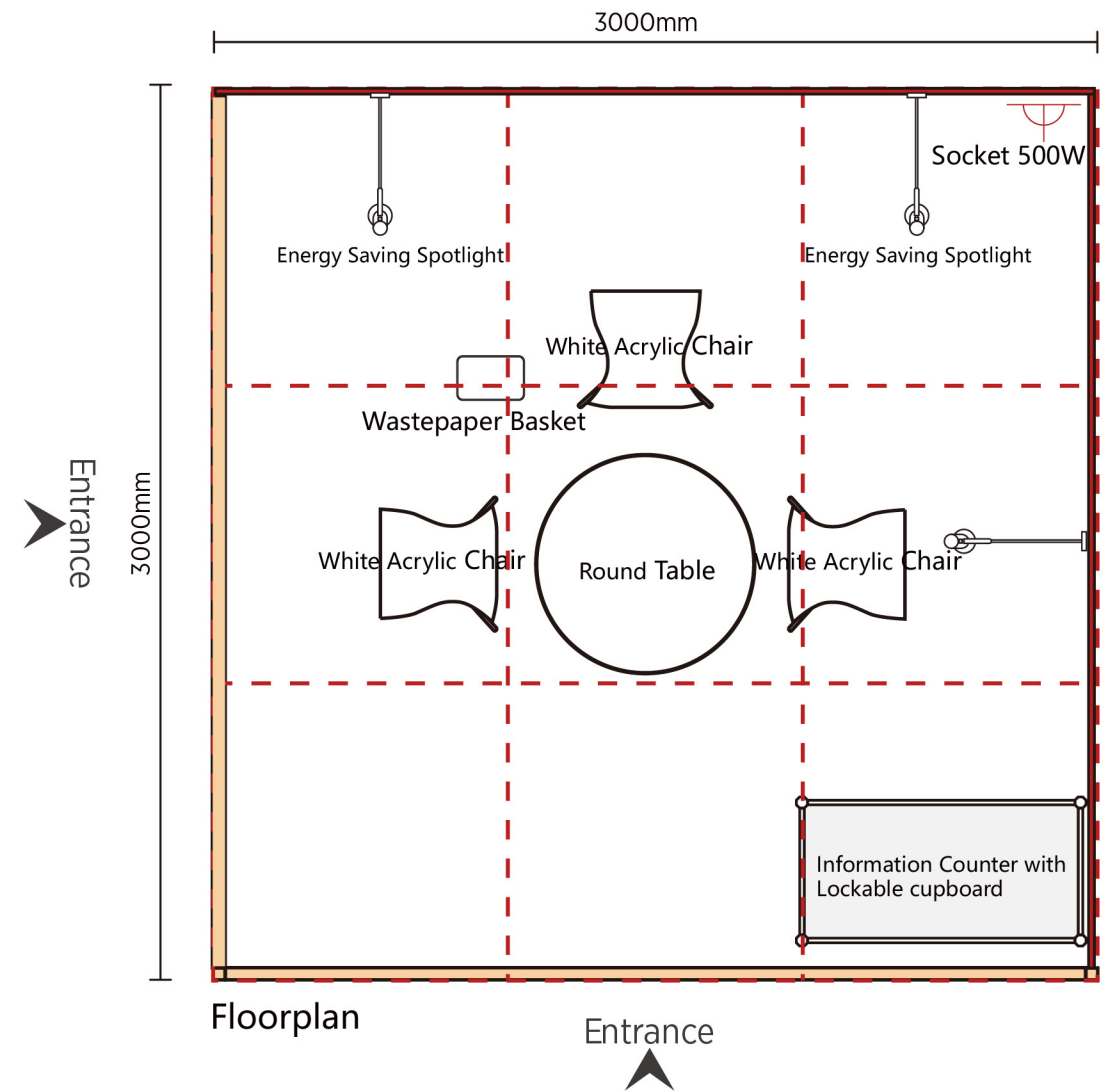 3000mm
Socket 500W
Energy Saving Spotlight
Energy Saving Spotlight
White Acrylic Chair
Wastepaper Basket
Entrance
3000mm
White Acrylic Chair
Round Table
White Acrylic Chair
Information Counter with
Lockable cupboard
Floorplan
Entrance